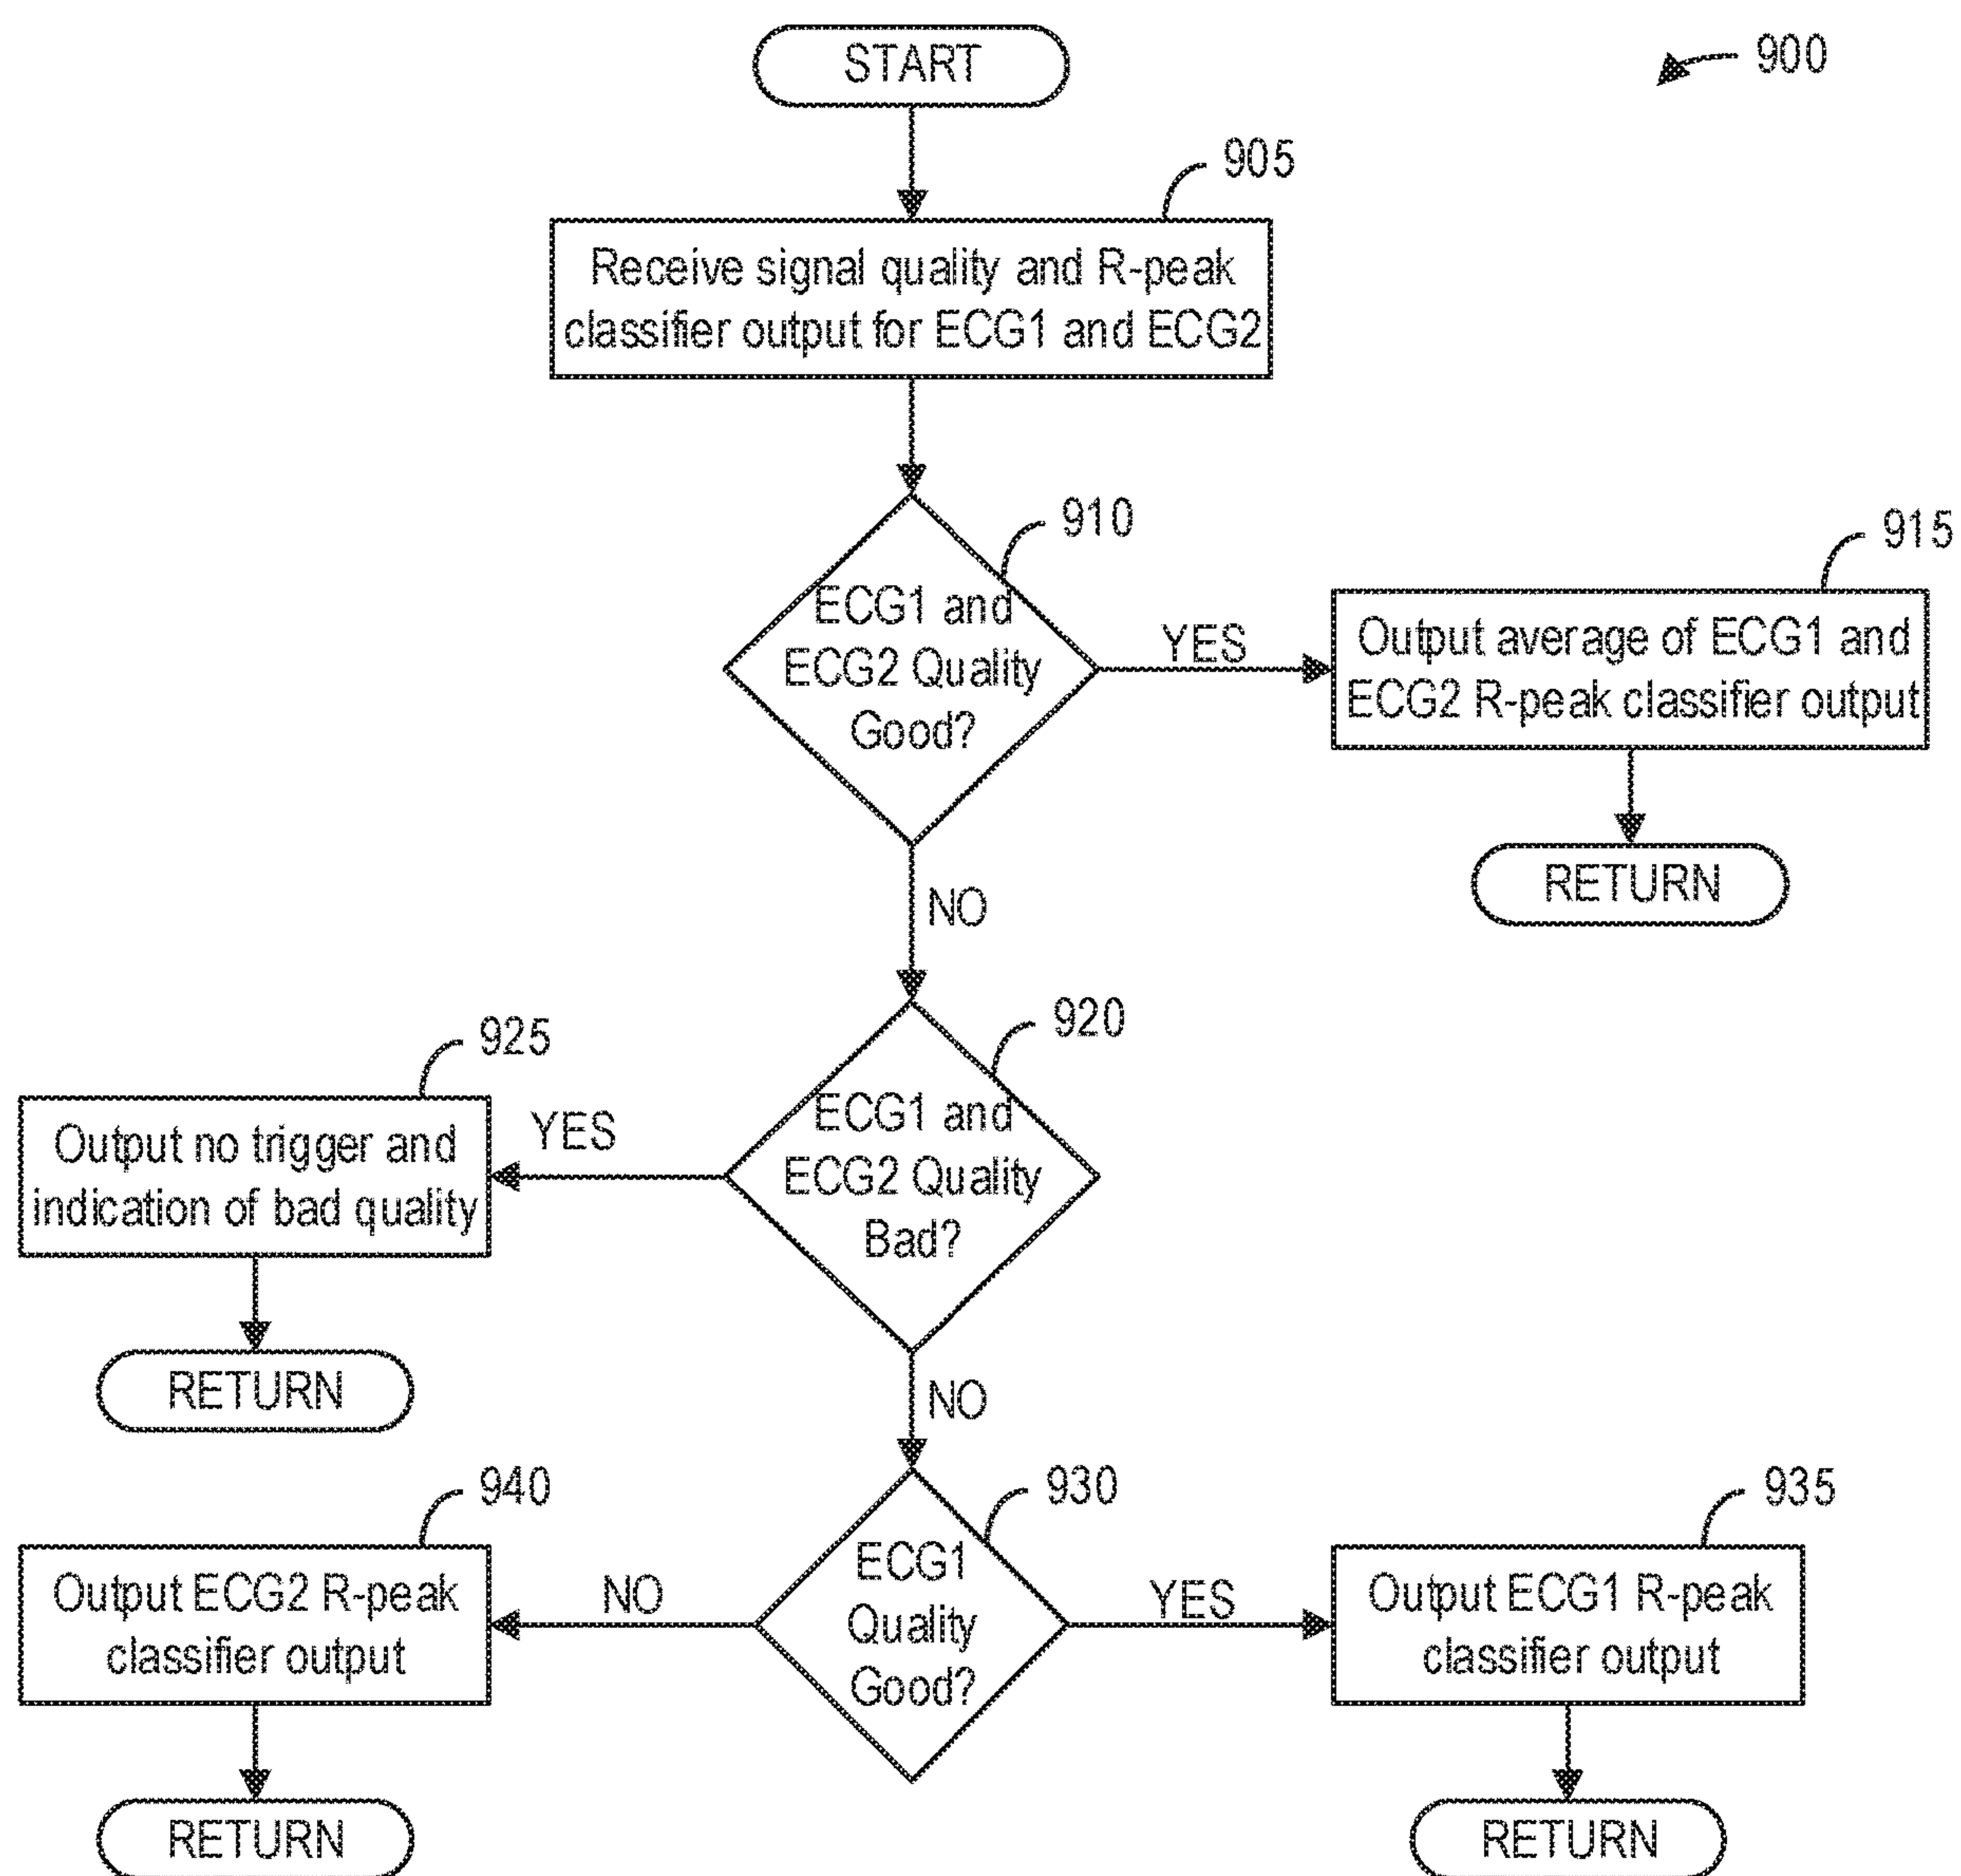 START
900
905
Receive signal quality and R-peak
classifier output for ECG1 and ECG2
910
ECG1 and
ECG2 Quality
Good?
YES
915
Output average of ECG1 and
ECG2 R-peak classifier output
RETURN
NO
920
ECG1 and
ECG2 Quality
Bad?
YES
925
Output no trigger and
indication of bad quality
RETURN
NO
930
ECG1
Quality
Good?
NO
940
Output ECG2 R-peak
classifier output
RETURN
YES
935
Output ECG1 R-peak
classifier output
RETURN